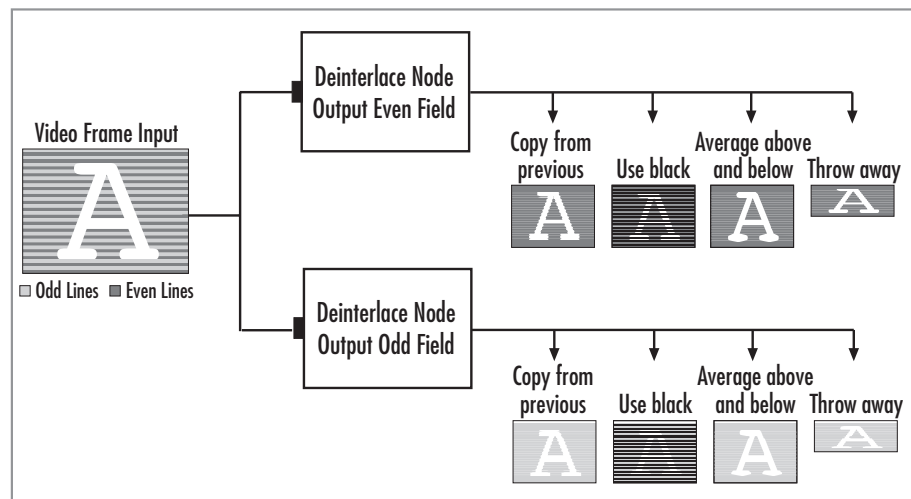 Video Frame Input
A
Odd Lines Even Lines
Deinterlace Node
Output Even Field
Copy from
previous
Use black
Average above
and below
Throw away
A
A
A
A
Deinterlace Node
Output Odd Field
Copy from
previous
Use black
Average above
and below
Throw away
A
A
A
A